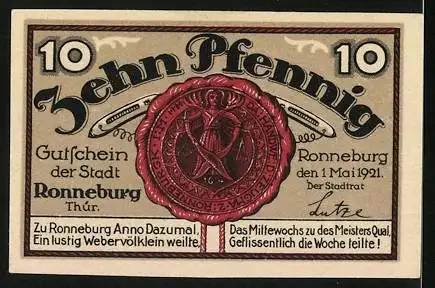 10 Zehn Pfennig 10
Gutschein
der Stadt
Ronneburg
Thür.
Ronneburg
den 1 Mai 1921.
Der Stadtrat
Lutze
Zu Ronneburg Anno Dazumal,
Ein lustig Webervölklein weilte,
Das Mittewochs zu des Meisters Qual,
Geflissentlich die Woche teilte!